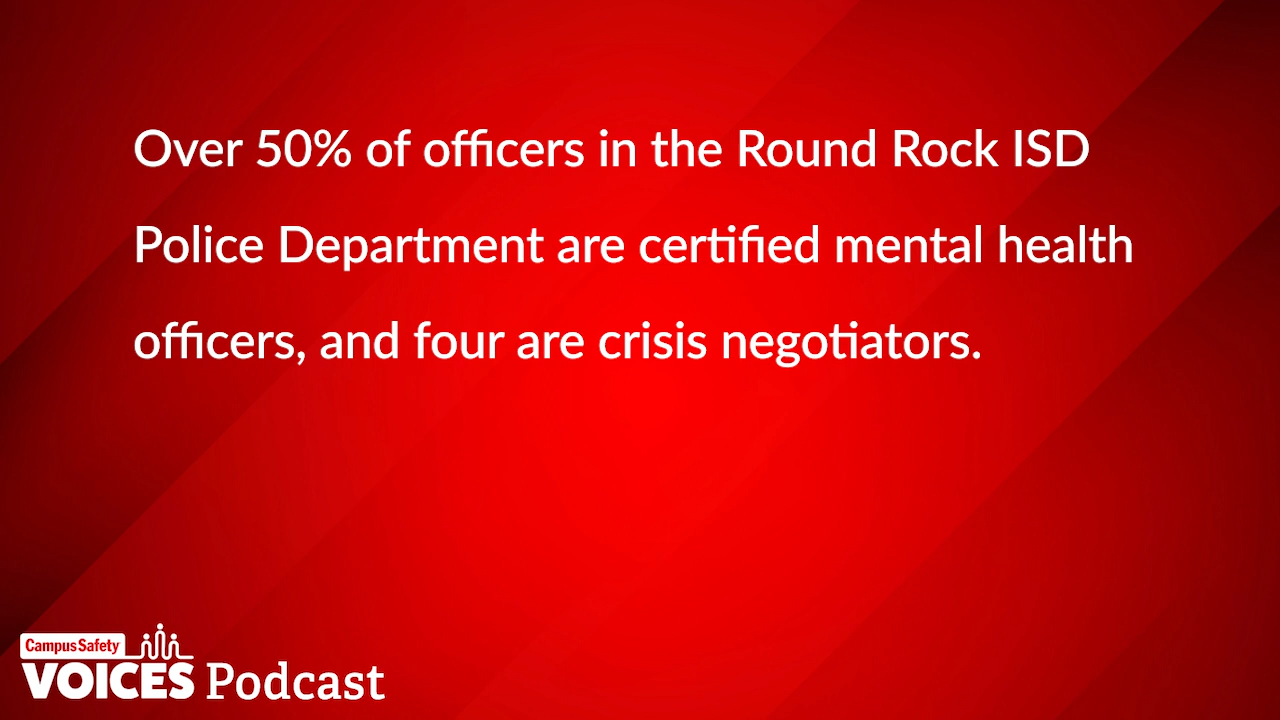 Over 50% of officers in the Round Rock ISD
Police Department are certified mental health
officers, and four are crisis negotiators.
Campus Safety
VOICES Podcast